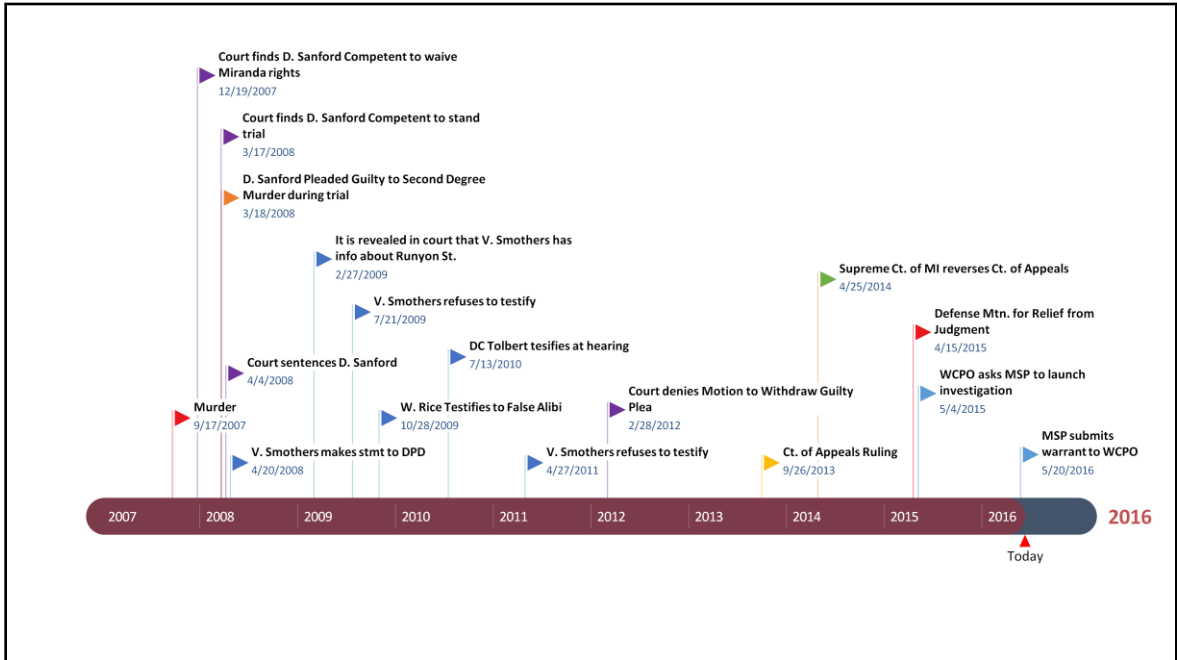 Court finds D. Sanford Competent to waive
Miranda rights
12/19/2007
Court finds D. Sanford Competent to stand
trial
3/17/2008
D. Sanford Pleaded Guilty to Second Degree
Murder during trial
3/18/2008
It is revealed in court that V. Smothers has
info about Runyon St.
2/27/2009
Supreme Ct. of MI reverses Ct. of Appeals
4/25/2014
V. Smothers refuses to testify
7/21/2009
Defense Mtn. for Relief from
Judgment
4/15/2015
DC Tolbert tesifies at hearing
7/13/2010
Court sentences D. Sanford
4/4/2008
WCPO asks MSP to launch
investigation
5/4/2015
Court denies Motion to Withdraw Guilty
Plea
2/28/2012
Murder
9/17/2007
W. Rice Testifies to False Alibi
10/28/2009
MSP submits
warrant to WCPO
5/20/2016
V. Smothers makes stmt to DPD
4/20/2008
V. Smothers refuses to testify
4/27/2011
Ct. of Appeals Ruling
9/26/2013
2007 2008 2009 2010 2011 2012 2013 2014 2015 2016 2016
Today